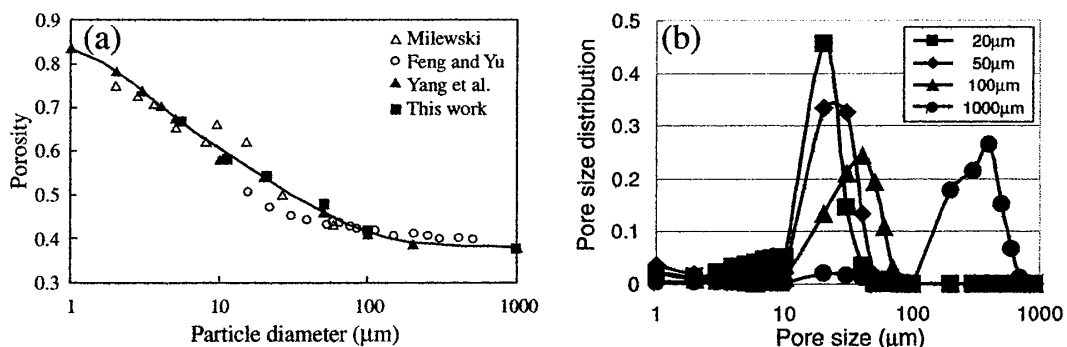 (a)
Milewski
Feng and Yu
Yang et al.
This work
Porosity
0.9
0.8
0.7
0.6
0.5
0.4
0.3
1 10 100 1000
Particle diameter (μm)
(b)
20μm
50μm
100μm
1000μm
Pore size distribution
0.5
0.4
0.3
0.2
0.1
0
1 10 100 1000
Pore size (μm)